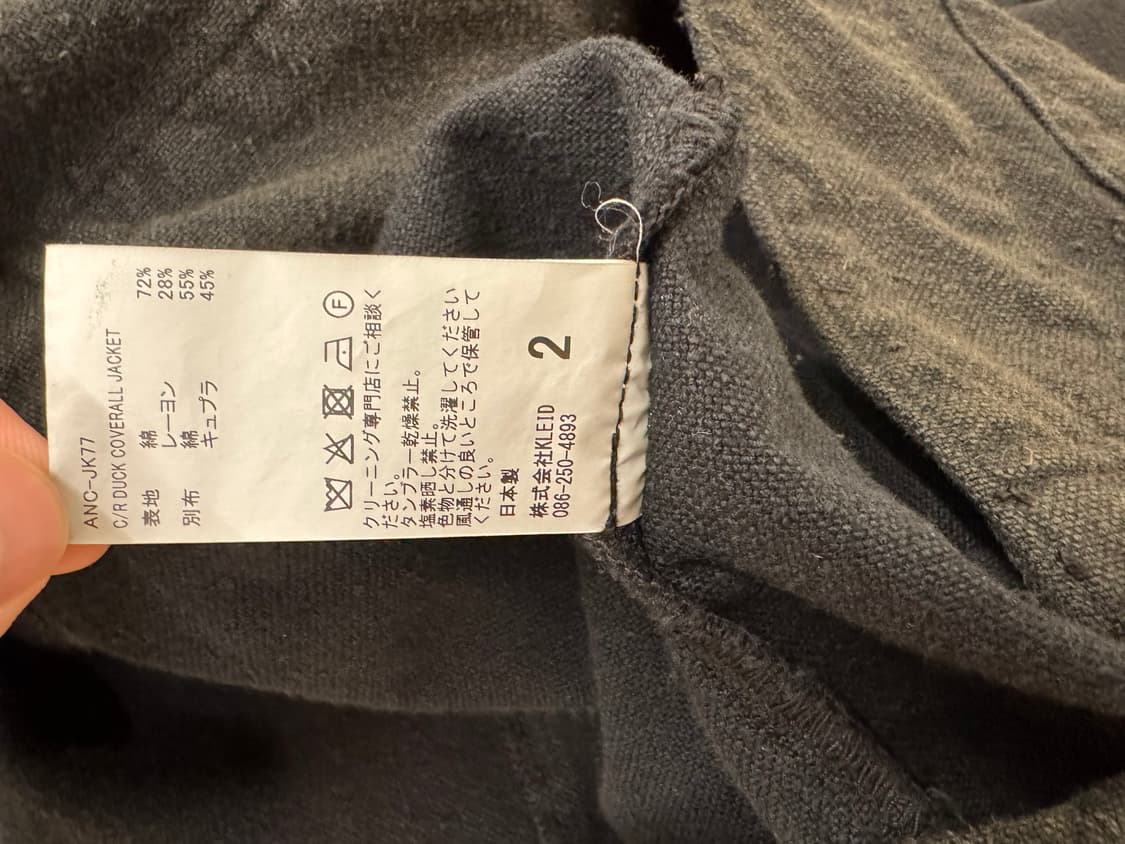 ANC-JK77
C/R DUCK COVERALL JACKET
表地 綿 72%
レーヨン 28%
別布 綿 55%
キュプラ 45%
F
クリーニング専門店にご相談く
ださい。
タンブラー乾燥禁止。
塩素晒し禁止。
色物と分けて洗濯してください
風通しの良いところで保管して
ください。
日本製
2
株式会社KLEID
086-250-4893